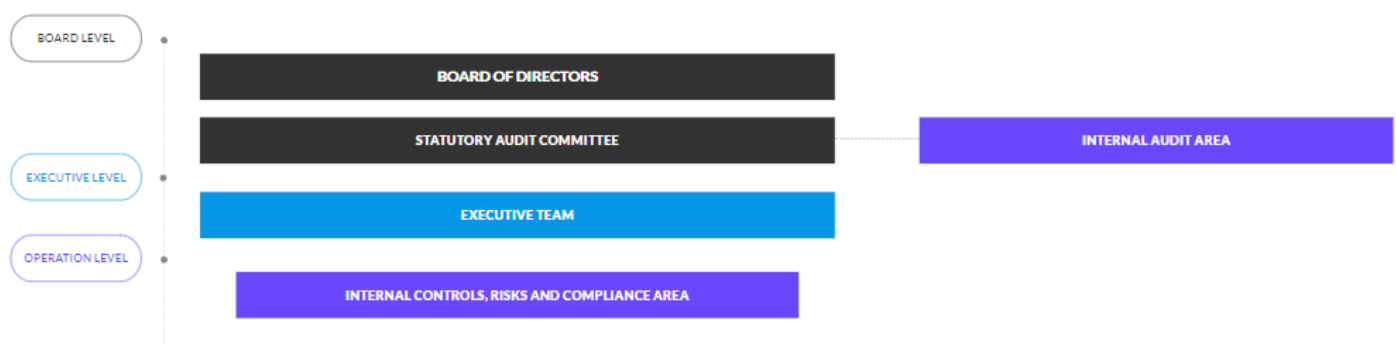 BOARD LEVEL
BOARD OF DIRECTORS
STATUTORY AUDIT COMMITTEE
INTERNAL AUDIT AREA
EXECUTIVE LEVEL
EXECUTIVE TEAM
OPERATION LEVEL
INTERNAL CONTROLS, RISKS AND COMPLIANCE AREA